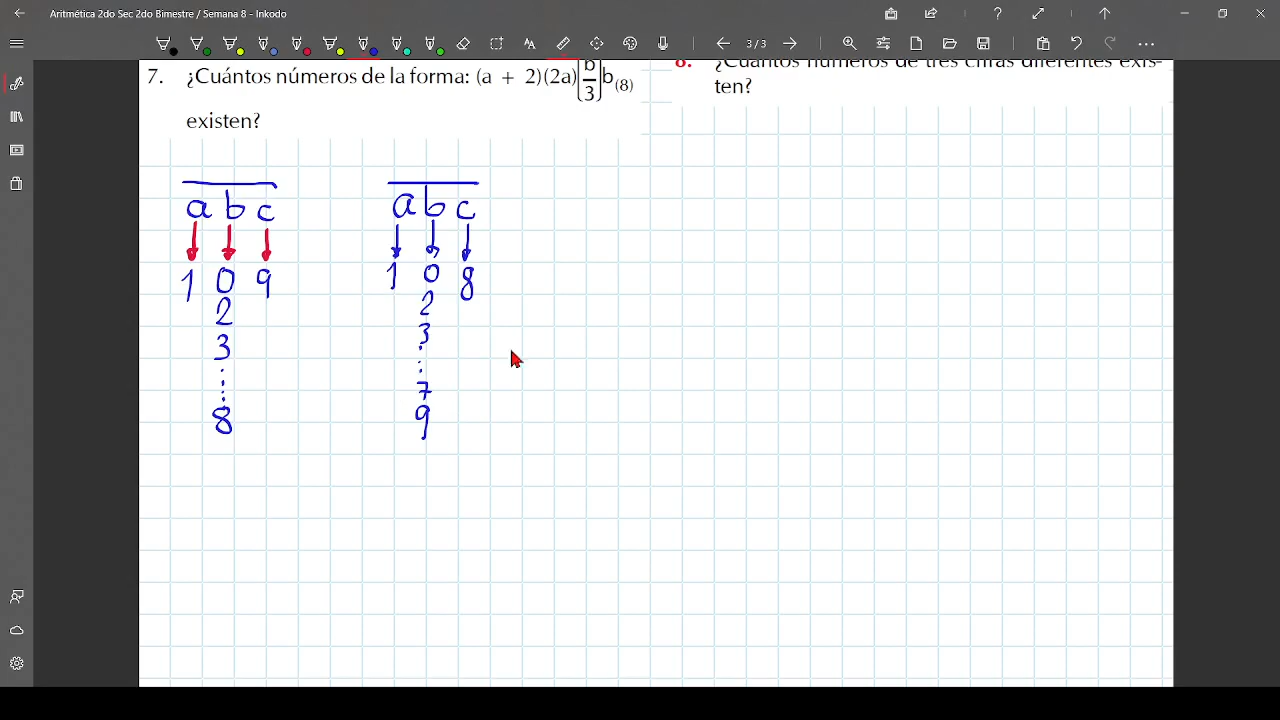 Aritmética 2do Sec 2do Bimestre / Semana 8 - Inkodo
3/3
7. ¿Cuántos números de la forma: (a + 2)(2a)[b/3]b(8)
existen?
8. ¿Cuántos números de tres cifras diferentes exis-
ten?
a b c
1 0 9
2
3
⋮
8
a b c
1 0 8
2
3
⋮
7
9